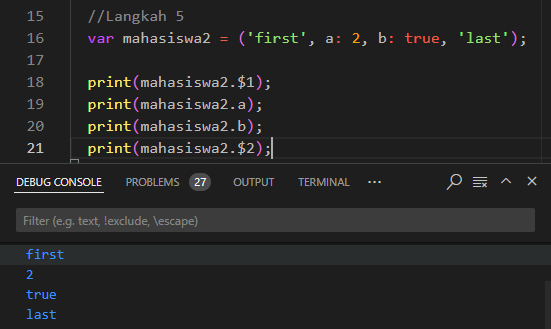 15 //Langkah 5
16 var mahasiswa2 = ('first', a: 2, b: true, 'last');
17
18 print(mahasiswa2.$1);
19 print(mahasiswa2.a);
20 print(mahasiswa2.b);
21 print(mahasiswa2.$2);
DEBUG CONSOLE PROBLEMS 27 OUTPUT TERMINAL ...
Filter (e.g. text, !exclude, \escape)
first
2
true
last